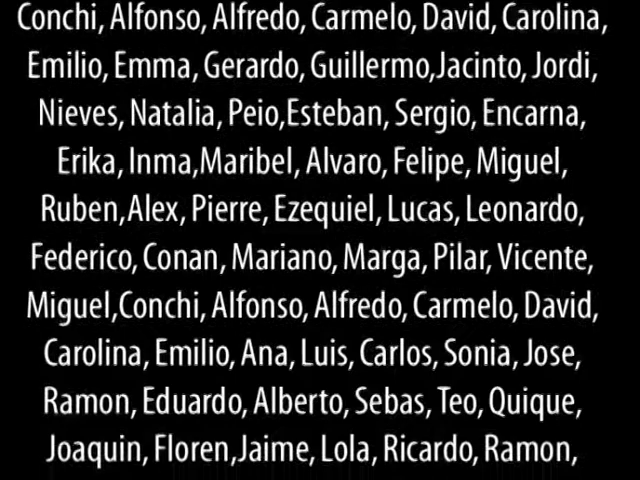 Conchi, Alfonso, Alfredo, Carmelo, David, Carolina,
Emilio, Emma, Gerardo, Guillermo,Jacinto, Jordi,
Nieves, Natalia, Peio,Esteban, Sergio, Encarna,
Erika, Inma,Maribel, Alvaro, Felipe, Miguel,
Ruben,Alex, Pierre, Ezequiel, Lucas, Leonardo,
Federico, Conan, Mariano, Marga, Pilar, Vicente,
Miguel,Conchi, Alfonso, Alfredo, Carmelo, David,
Carolina, Emilio, Ana, Luis, Carlos, Sonia, Jose,
Ramon, Eduardo, Alberto, Sebas, Teo, Quique,
Joaquin, Floren,Jaime, Lola, Ricardo, Ramon,